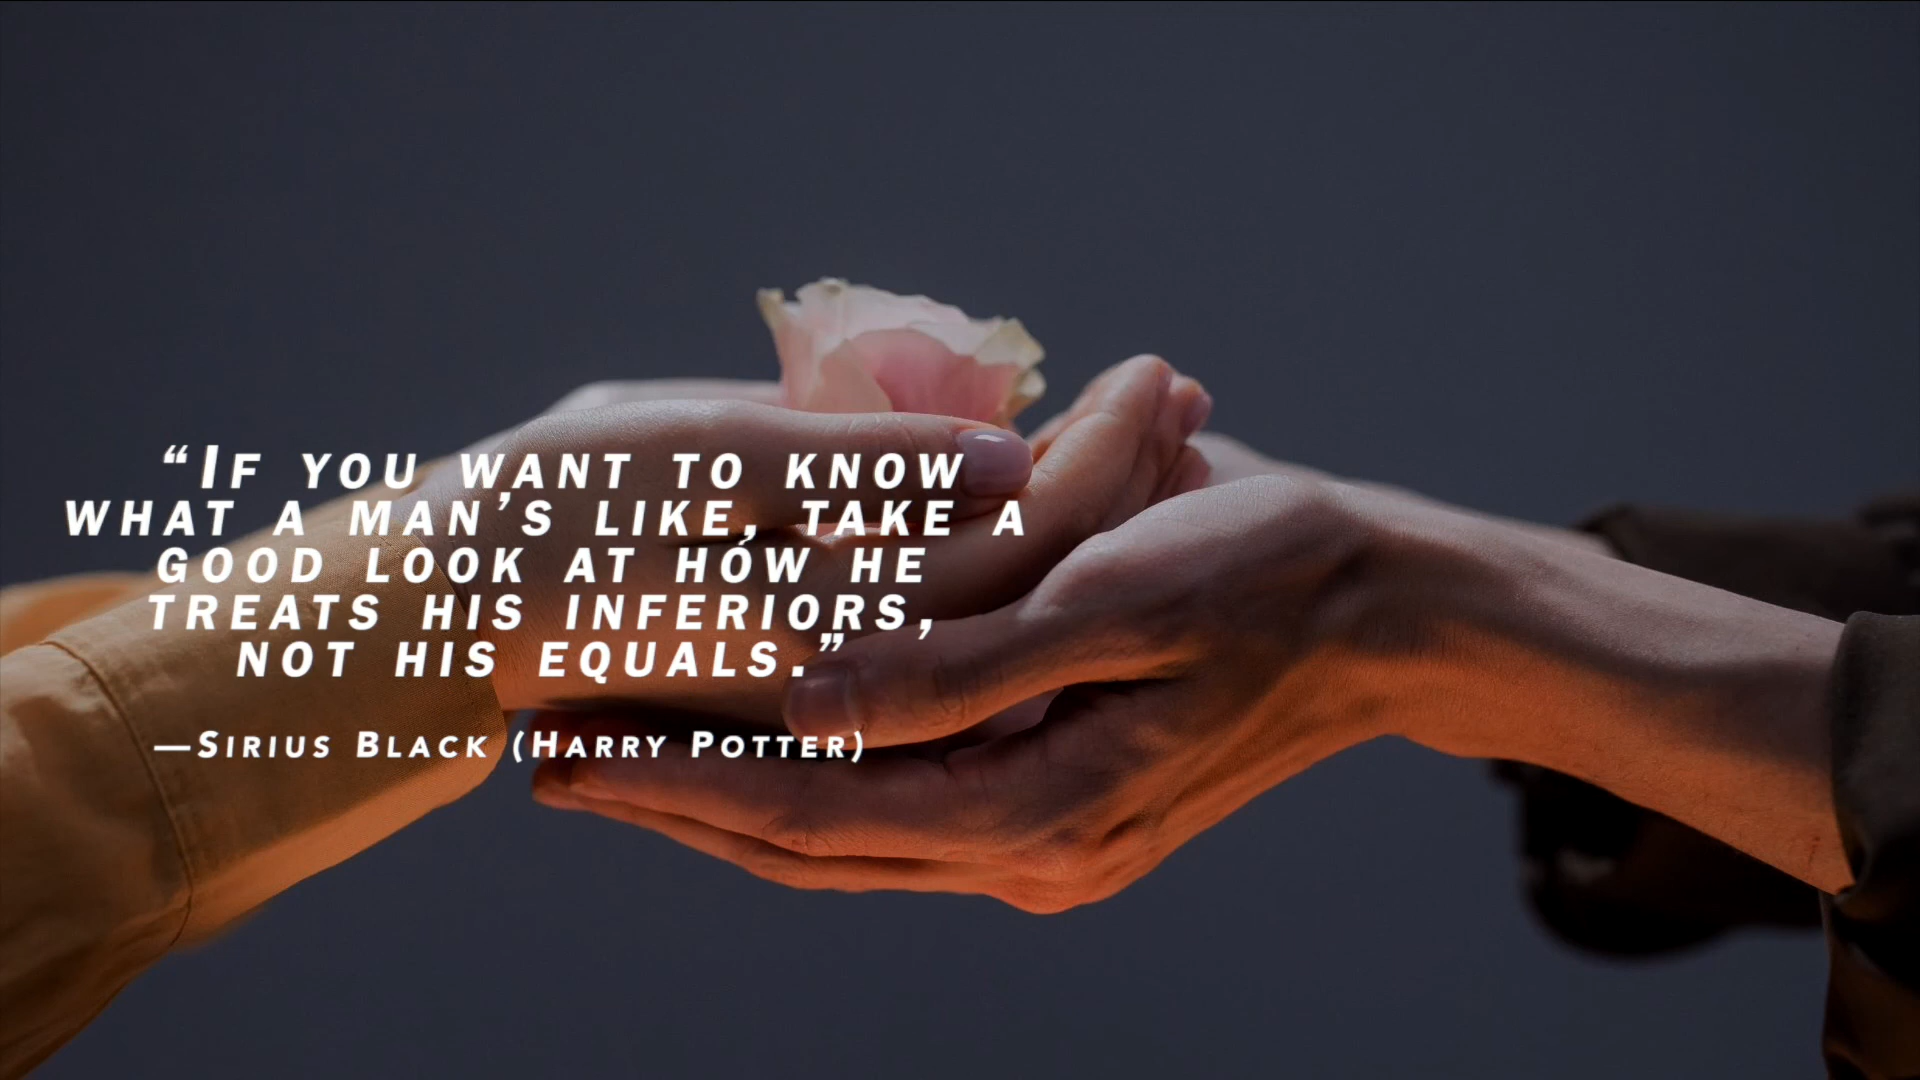 “If you want to know
what a man’s like, take a
good look at how he
treats his inferiors,
not his equals.”
—Sirius Black (Harry Potter)